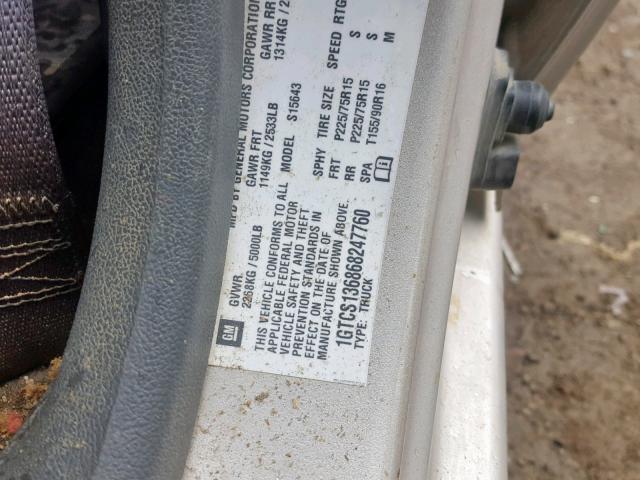 MFD BY GENERAL MOTORS CORPORATION
GVWR GAWR FRT GAWR RR
2268KG / 5000LB 1149KG / 2533LB 1314KG / 2
GM
THIS VEHICLE CONFORMS TO ALL
APPLICABLE FEDERAL MOTOR
VEHICLE SAFETY AND THEFT
PREVENTION STANDARDS IN
EFFECT ON THE DATE OF
MANUFACTURE SHOWN ABOVE.
1GTCS136868247760
TYPE: TRUCK
MODEL S15643
SPHY TIRE SIZE SPEED RTG
FRT P225/75R15 S
RR P225/75R15 S
SPA T155/90R16 M